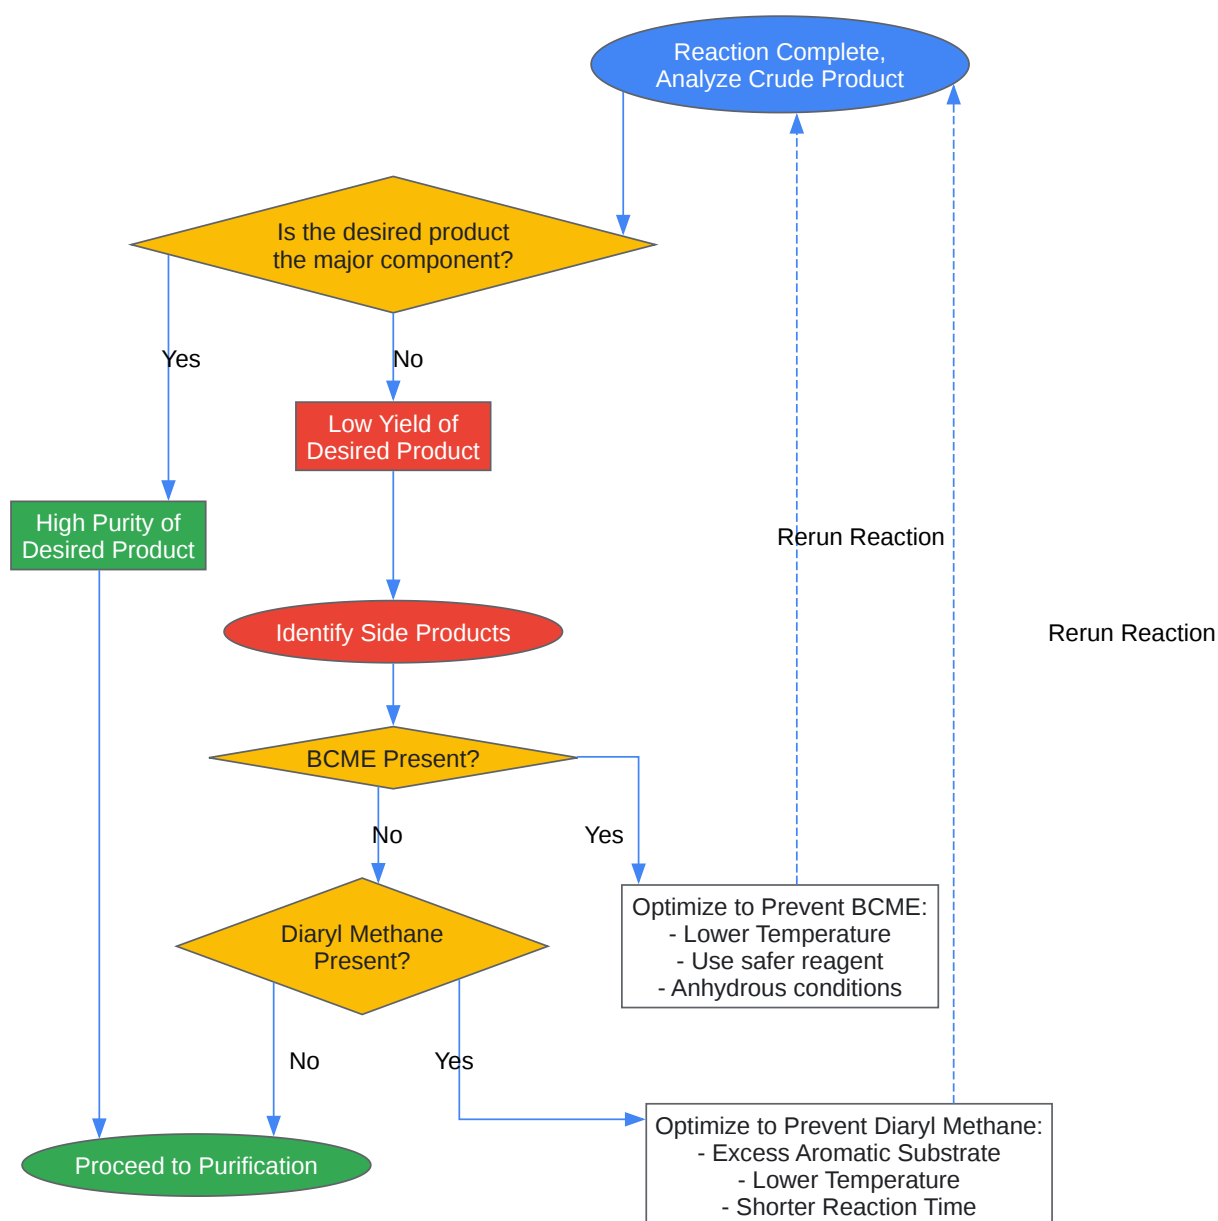 Reaction Complete,
Analyze Crude Product
Is the desired product
the major component?
Yes
No
Low Yield of
Desired Product
High Purity of
Desired Product
Rerun Reaction
Rerun Reaction
Identify Side Products
BCME Present?
No
Yes
Diaryl Methane
Present?
Optimize to Prevent BCME:
- Lower Temperature
- Use safer reagent
- Anhydrous conditions
No
Yes
Proceed to Purification
Optimize to Prevent Diaryl Methane:
- Excess Aromatic Substrate
- Lower Temperature
- Shorter Reaction Time